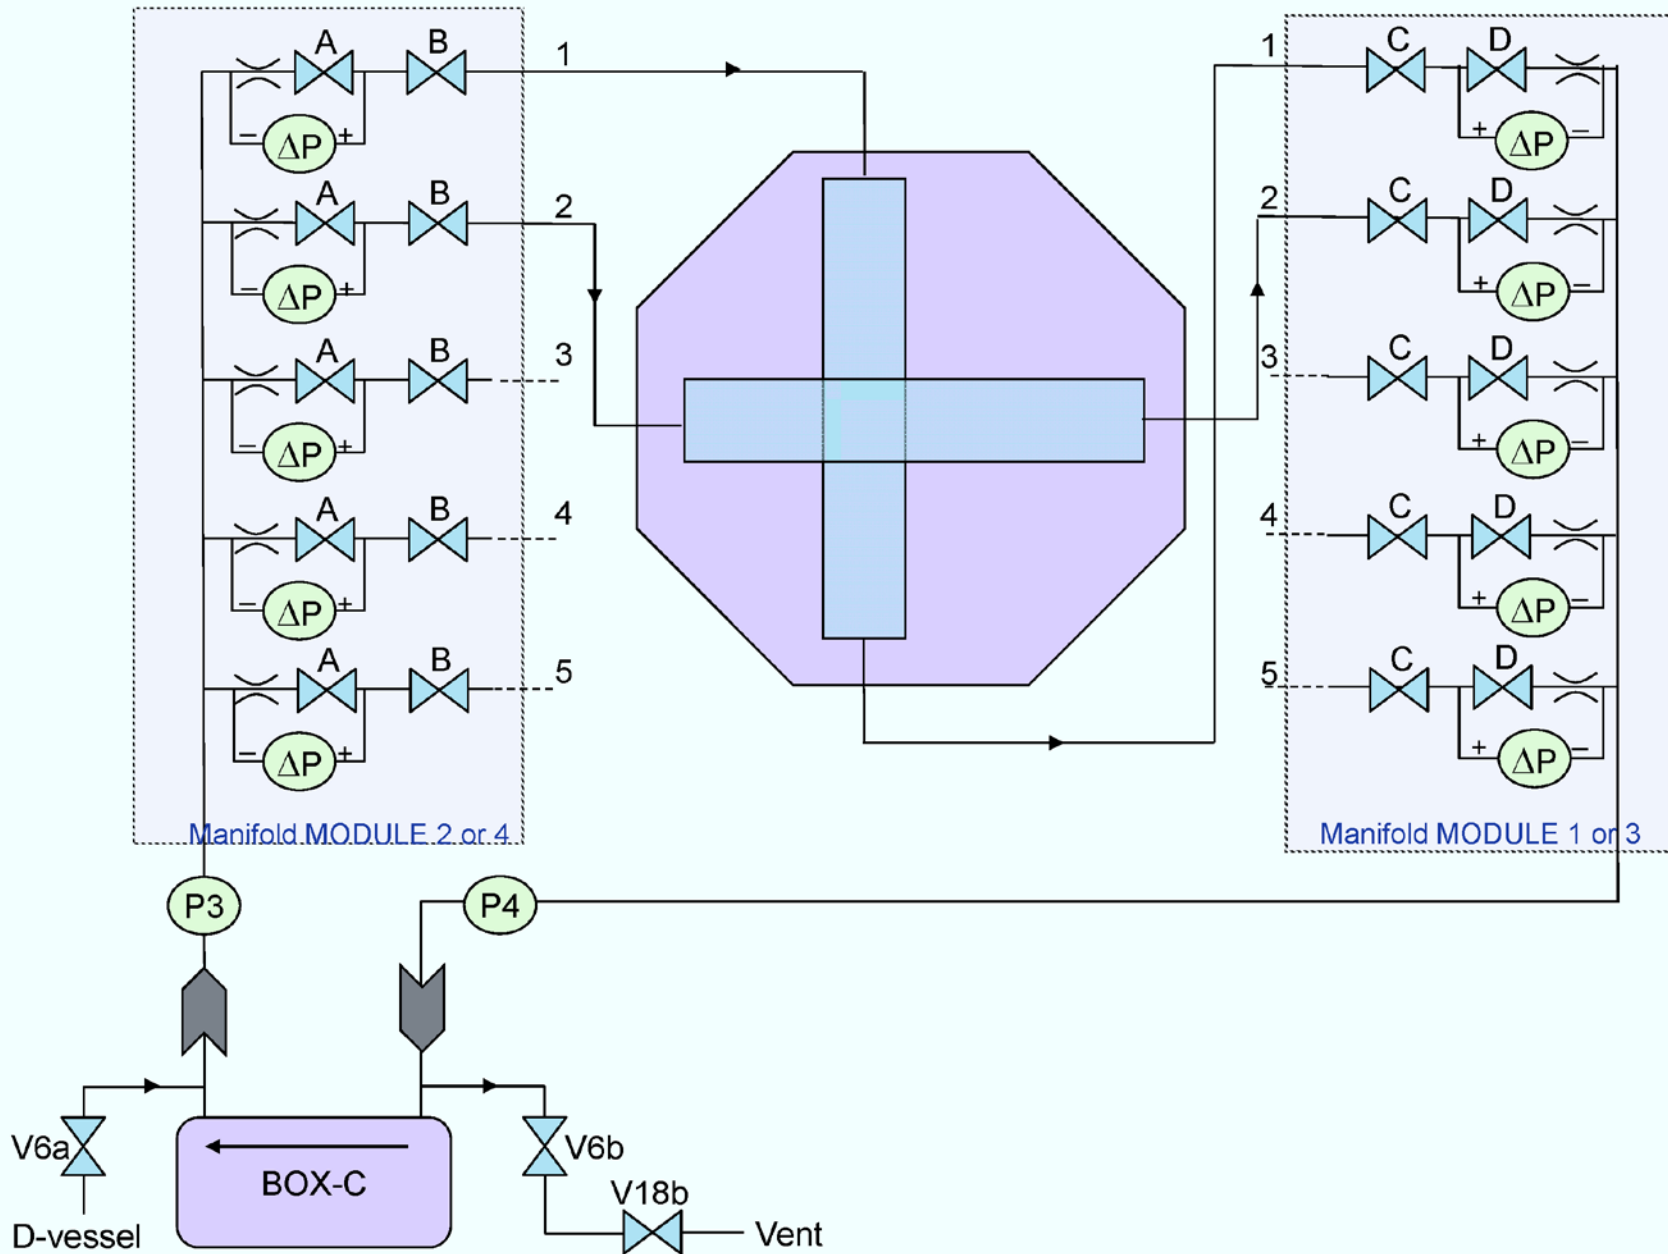 A B 1
− ΔP +
A B 2
− ΔP +
A B 3
− ΔP +
A B 4
− ΔP +
A B 5
− ΔP +
Manifold MODULE 2 or 4
1 C D
+ ΔP −
2 C D
+ ΔP −
3 C D
+ ΔP −
4 C D
+ ΔP −
5 C D
+ ΔP −
Manifold MODULE 1 or 3
P3
P4
V6a
D-vessel
BOX-C
V6b
V18b
Vent